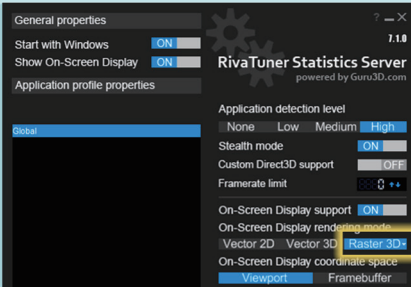 General properties
Start with Windows ON
Show On-Screen Display ON
Application profile properties
Global
? – ×
7.1.0
RivaTuner Statistics Server
powered by Guru3D.com
Application detection level
None Low Medium High
Stealth mode ON
Custom Direct3D support OFF
Framerate limit 0
On-Screen Display support ON
On-Screen Display rendering mode
Vector 2D Vector 3D Raster 3D
On-Screen Display coordinate space
Viewport Framebuffer